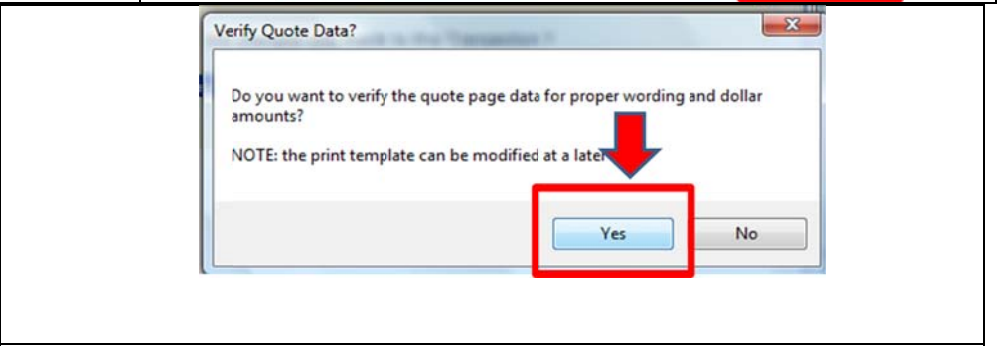 Verify Quote Data?
Do you want to verify the quote page data for proper wording and dollar
amounts?
NOTE: the print template can be modified at a later
Yes
No